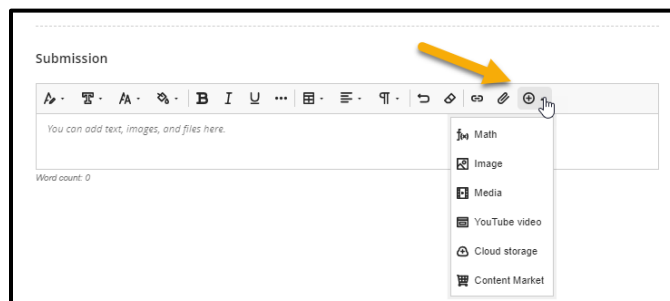 Submission
B I U
You can add text, images, and files here.
Word count: 0
f(x) Math
Image
Media
YouTube video
Cloud storage
Content Market